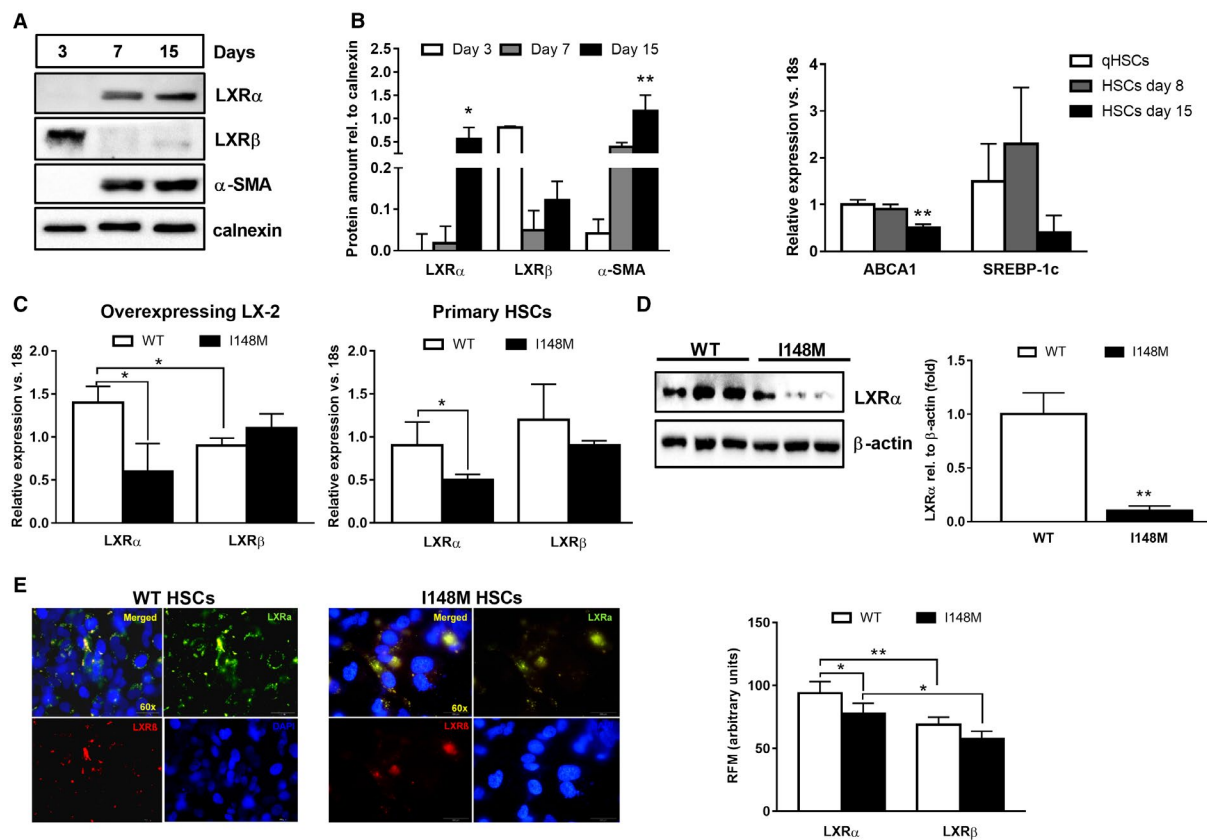 A
3 7 15 Days
LXRα
LXRβ
α-SMA
calnexin
B
Day 3 Day 7 Day 15
Protein amount rel. to calnexin
2.5
2.0
1.5
1.0
0.5
0.2
0.1
0.0
*
**
LXRα LXRβ α-SMA
qHSCs
HSCs day 8
HSCs day 15
Relative expression vs. 18s
4
3
2
1
0
**
ABCA1 SREBP-1c
C
Overexpressing LX-2
WT I148M
Relative expression vs. 18s
2.0
1.5
1.0
0.5
0.0
*
*
LXRα LXRβ
Primary HSCs
WT I148M
Relative expression vs. 18s
2.0
1.5
1.0
0.5
0.0
*
LXRα LXRβ
D
WT I148M
LXRα
β-actin
WT I148M
LXRα rel. to β-actin (fold)
1.5
1.0
0.5
0.0
**
WT I148M
E
WT HSCs
Merged
60x
LXRa
LXRß
DAPI
I148M HSCs
Merged
60x
LXRa
LXRß
WT I148M
RFM (arbitrary units)
150
100
50
0
*
**
*
LXRα LXRβ